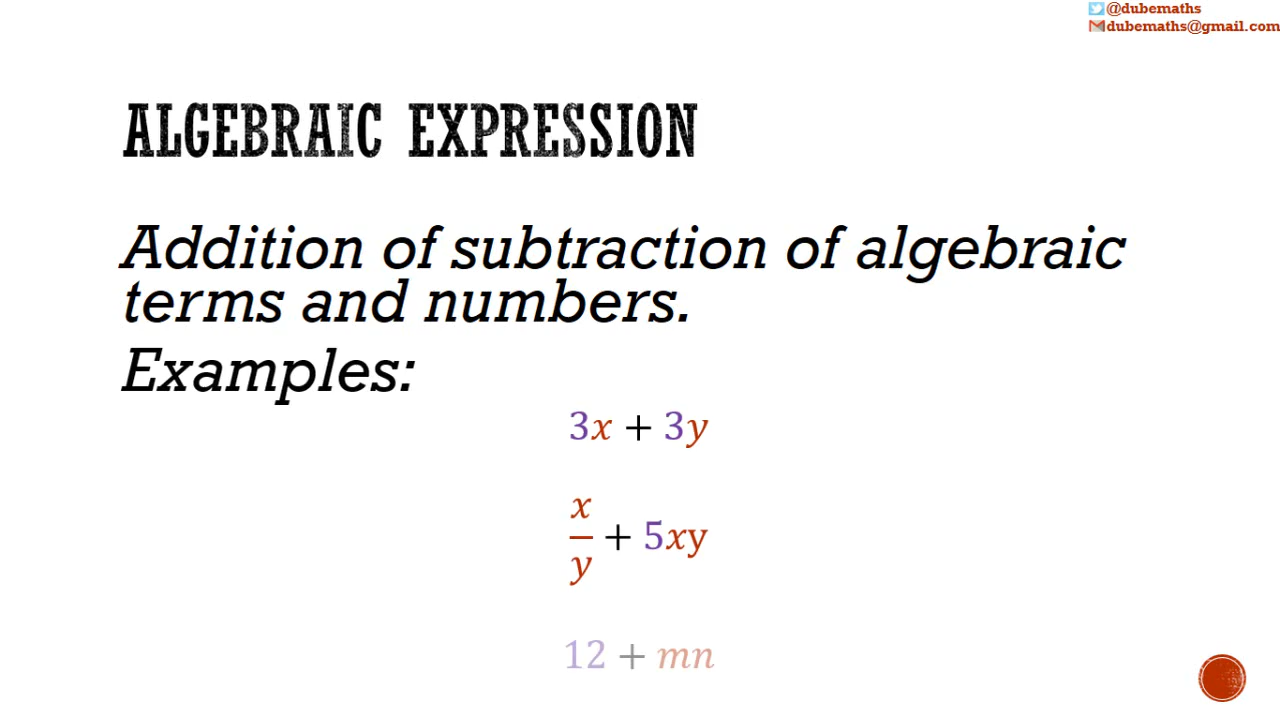 @dubemaths
dubemaths@gmail.com
ALGEBRAIC EXPRESSION
Addition of subtraction of algebraic
terms and numbers.
Examples:
3x + 3y
x/y + 5xy
12 + mn